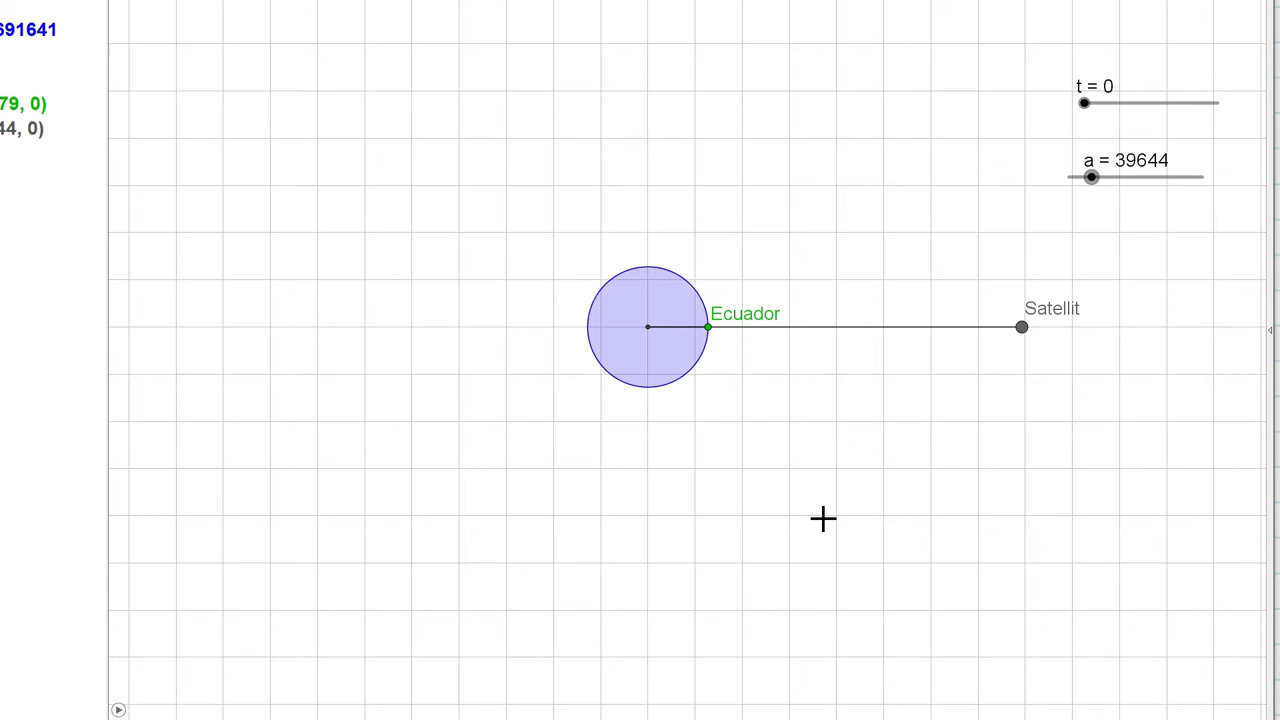 691641
t = 0
79, 0)
44, 0)
a = 39644
Satellit
Ecuador